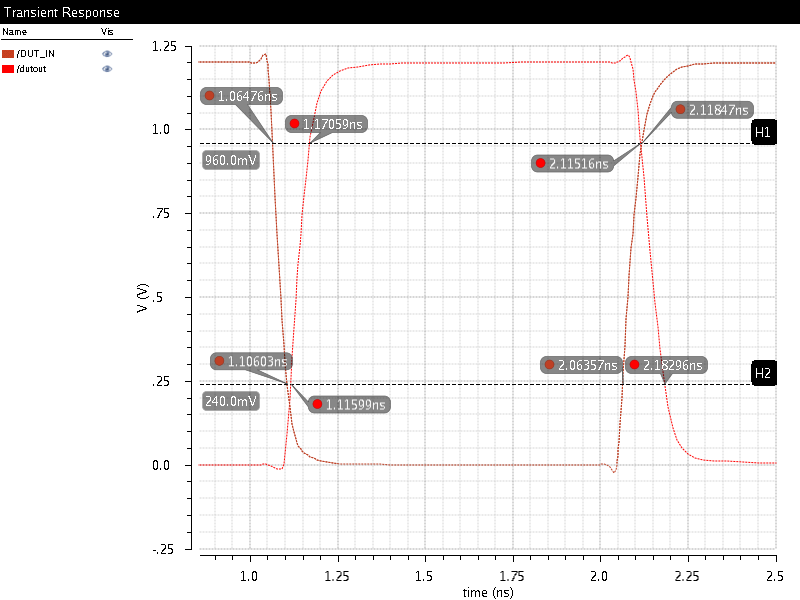 Transient Response
Name Vis
/DUT_IN
/dutout
1.25
1.0
.75
.5
.25
0.0
-.25
V (V)
1.06476ns
1.17059ns
2.11847ns
H1
960.0mV
2.11516ns
1.10603ns
2.06357ns
2.18296ns
H2
240.0mV
1.11599ns
1.0 1.25 1.5 1.75 2.0 2.25 2.5
time (ns)